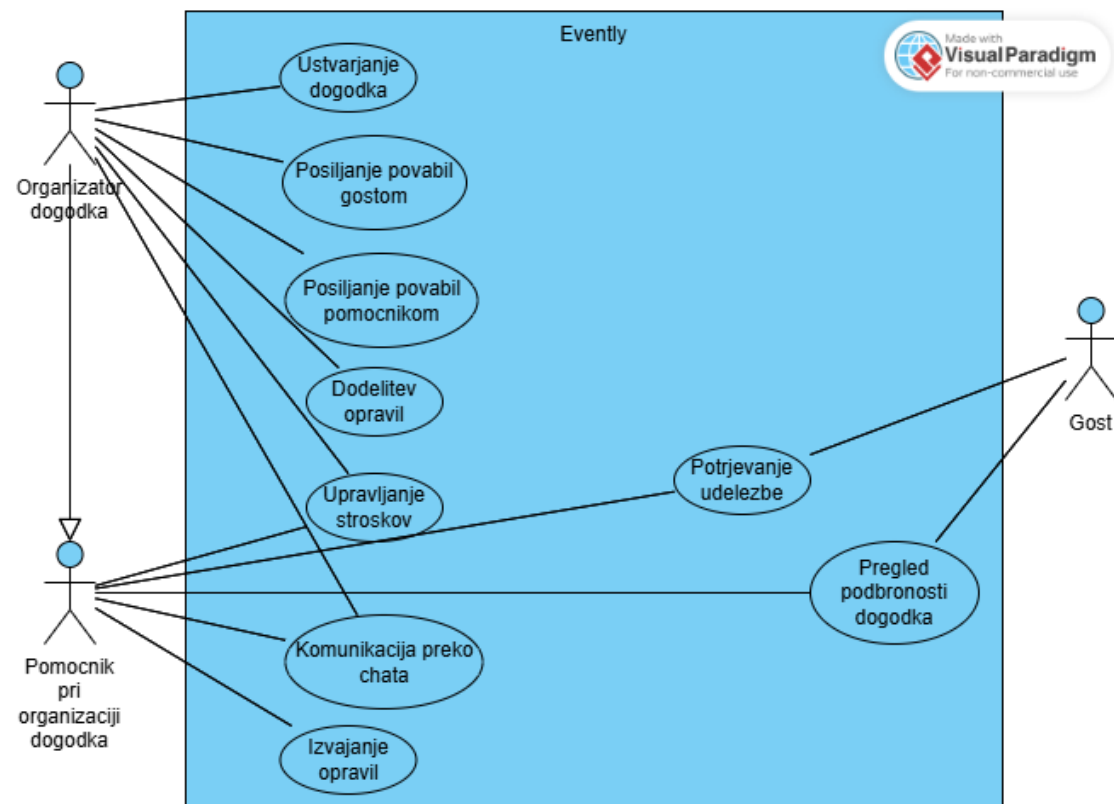 Evently
Made with
Visual Paradigm
For non-commercial use
Ustvarjanje
dogodka
Organizator
dogodka
Posiljanje povabil
gostom
Posiljanje povabil
pomocnikom
Dodelitev
opravil
Gost
Potrjevanje
udelezbe
Upravljanje
stroskov
Pregled
podbronosti
dogodka
Pomocnik
pri
organizaciji
dogodka
Komunikacija preko
chata
Izvajanje
opravil